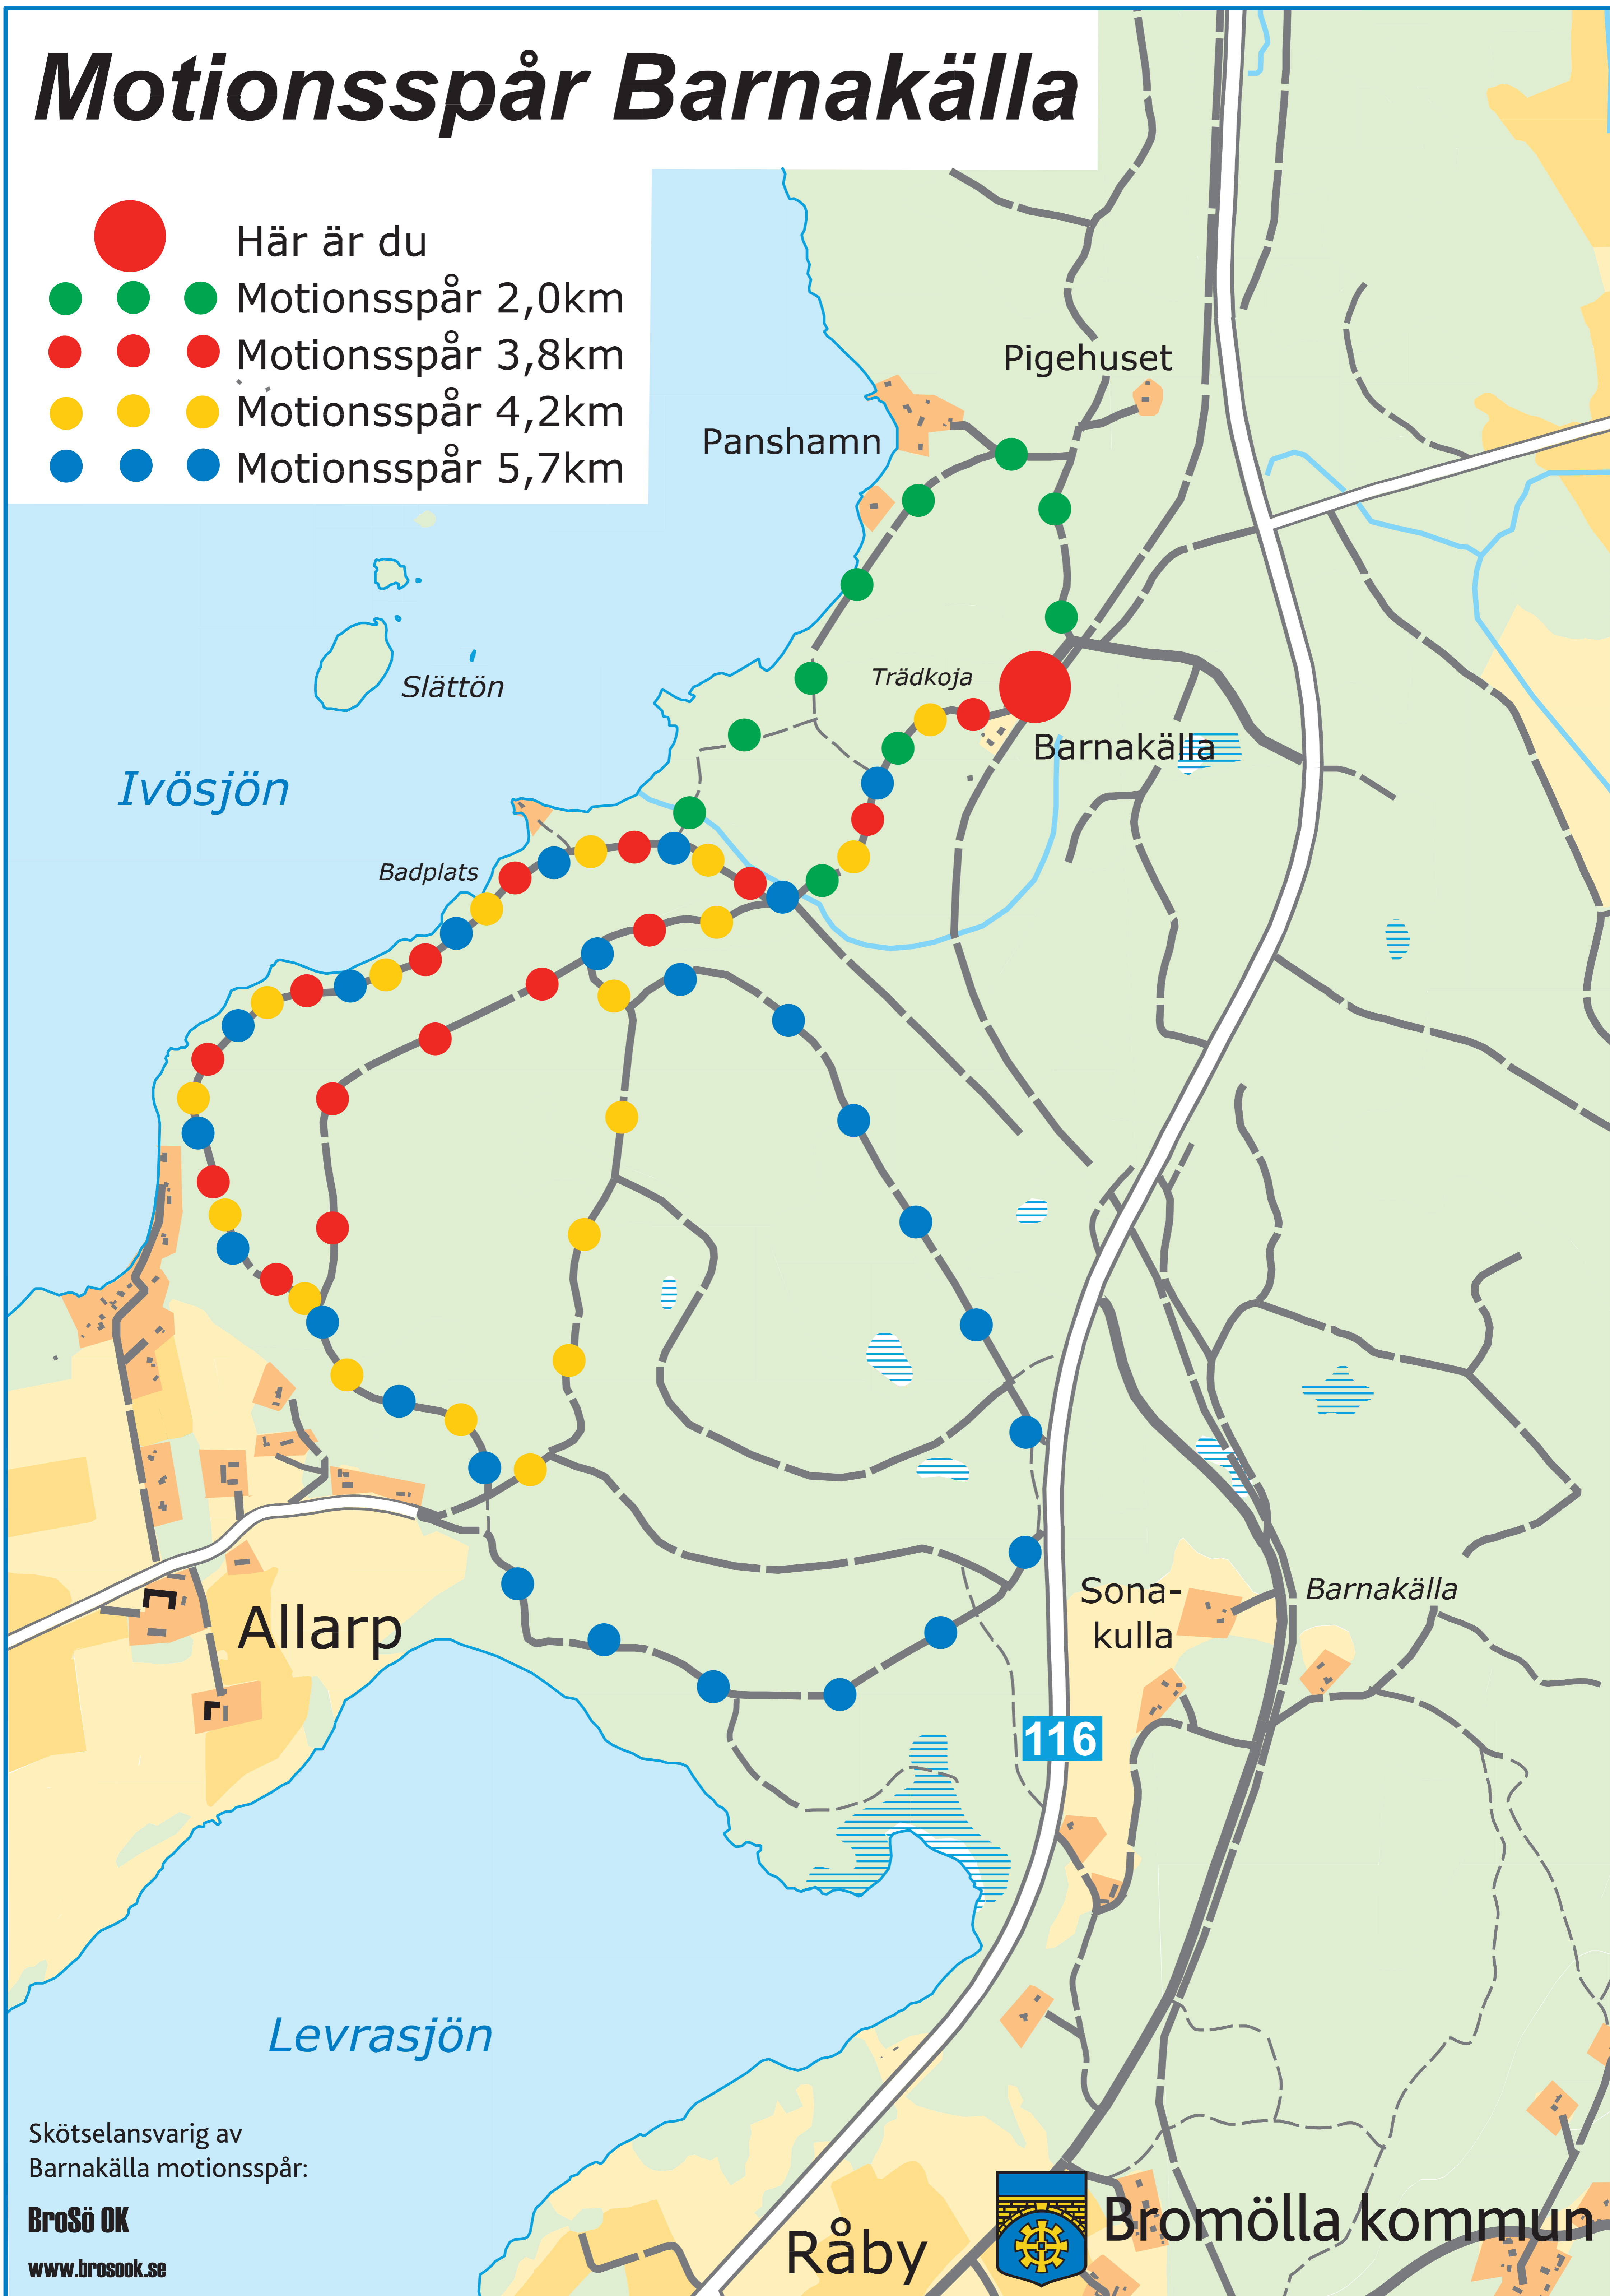 Motionsspår Barnakälla
Här är du
Motionsspår 2,0km
Motionsspår 3,8km
Motionsspår 4,2km
Motionsspår 5,7km
Pigehuset
Panshamn
Trädkoja
Slättön
Barnakälla
Ivösjön
Badplats
Sona-
kulla
Barnakälla
Allarp
116
Levrasjön
Skötselansvarig av
Barnakälla motionsspår:
BroSö OK
www.brosook.se
Råby
Bromölla kommun